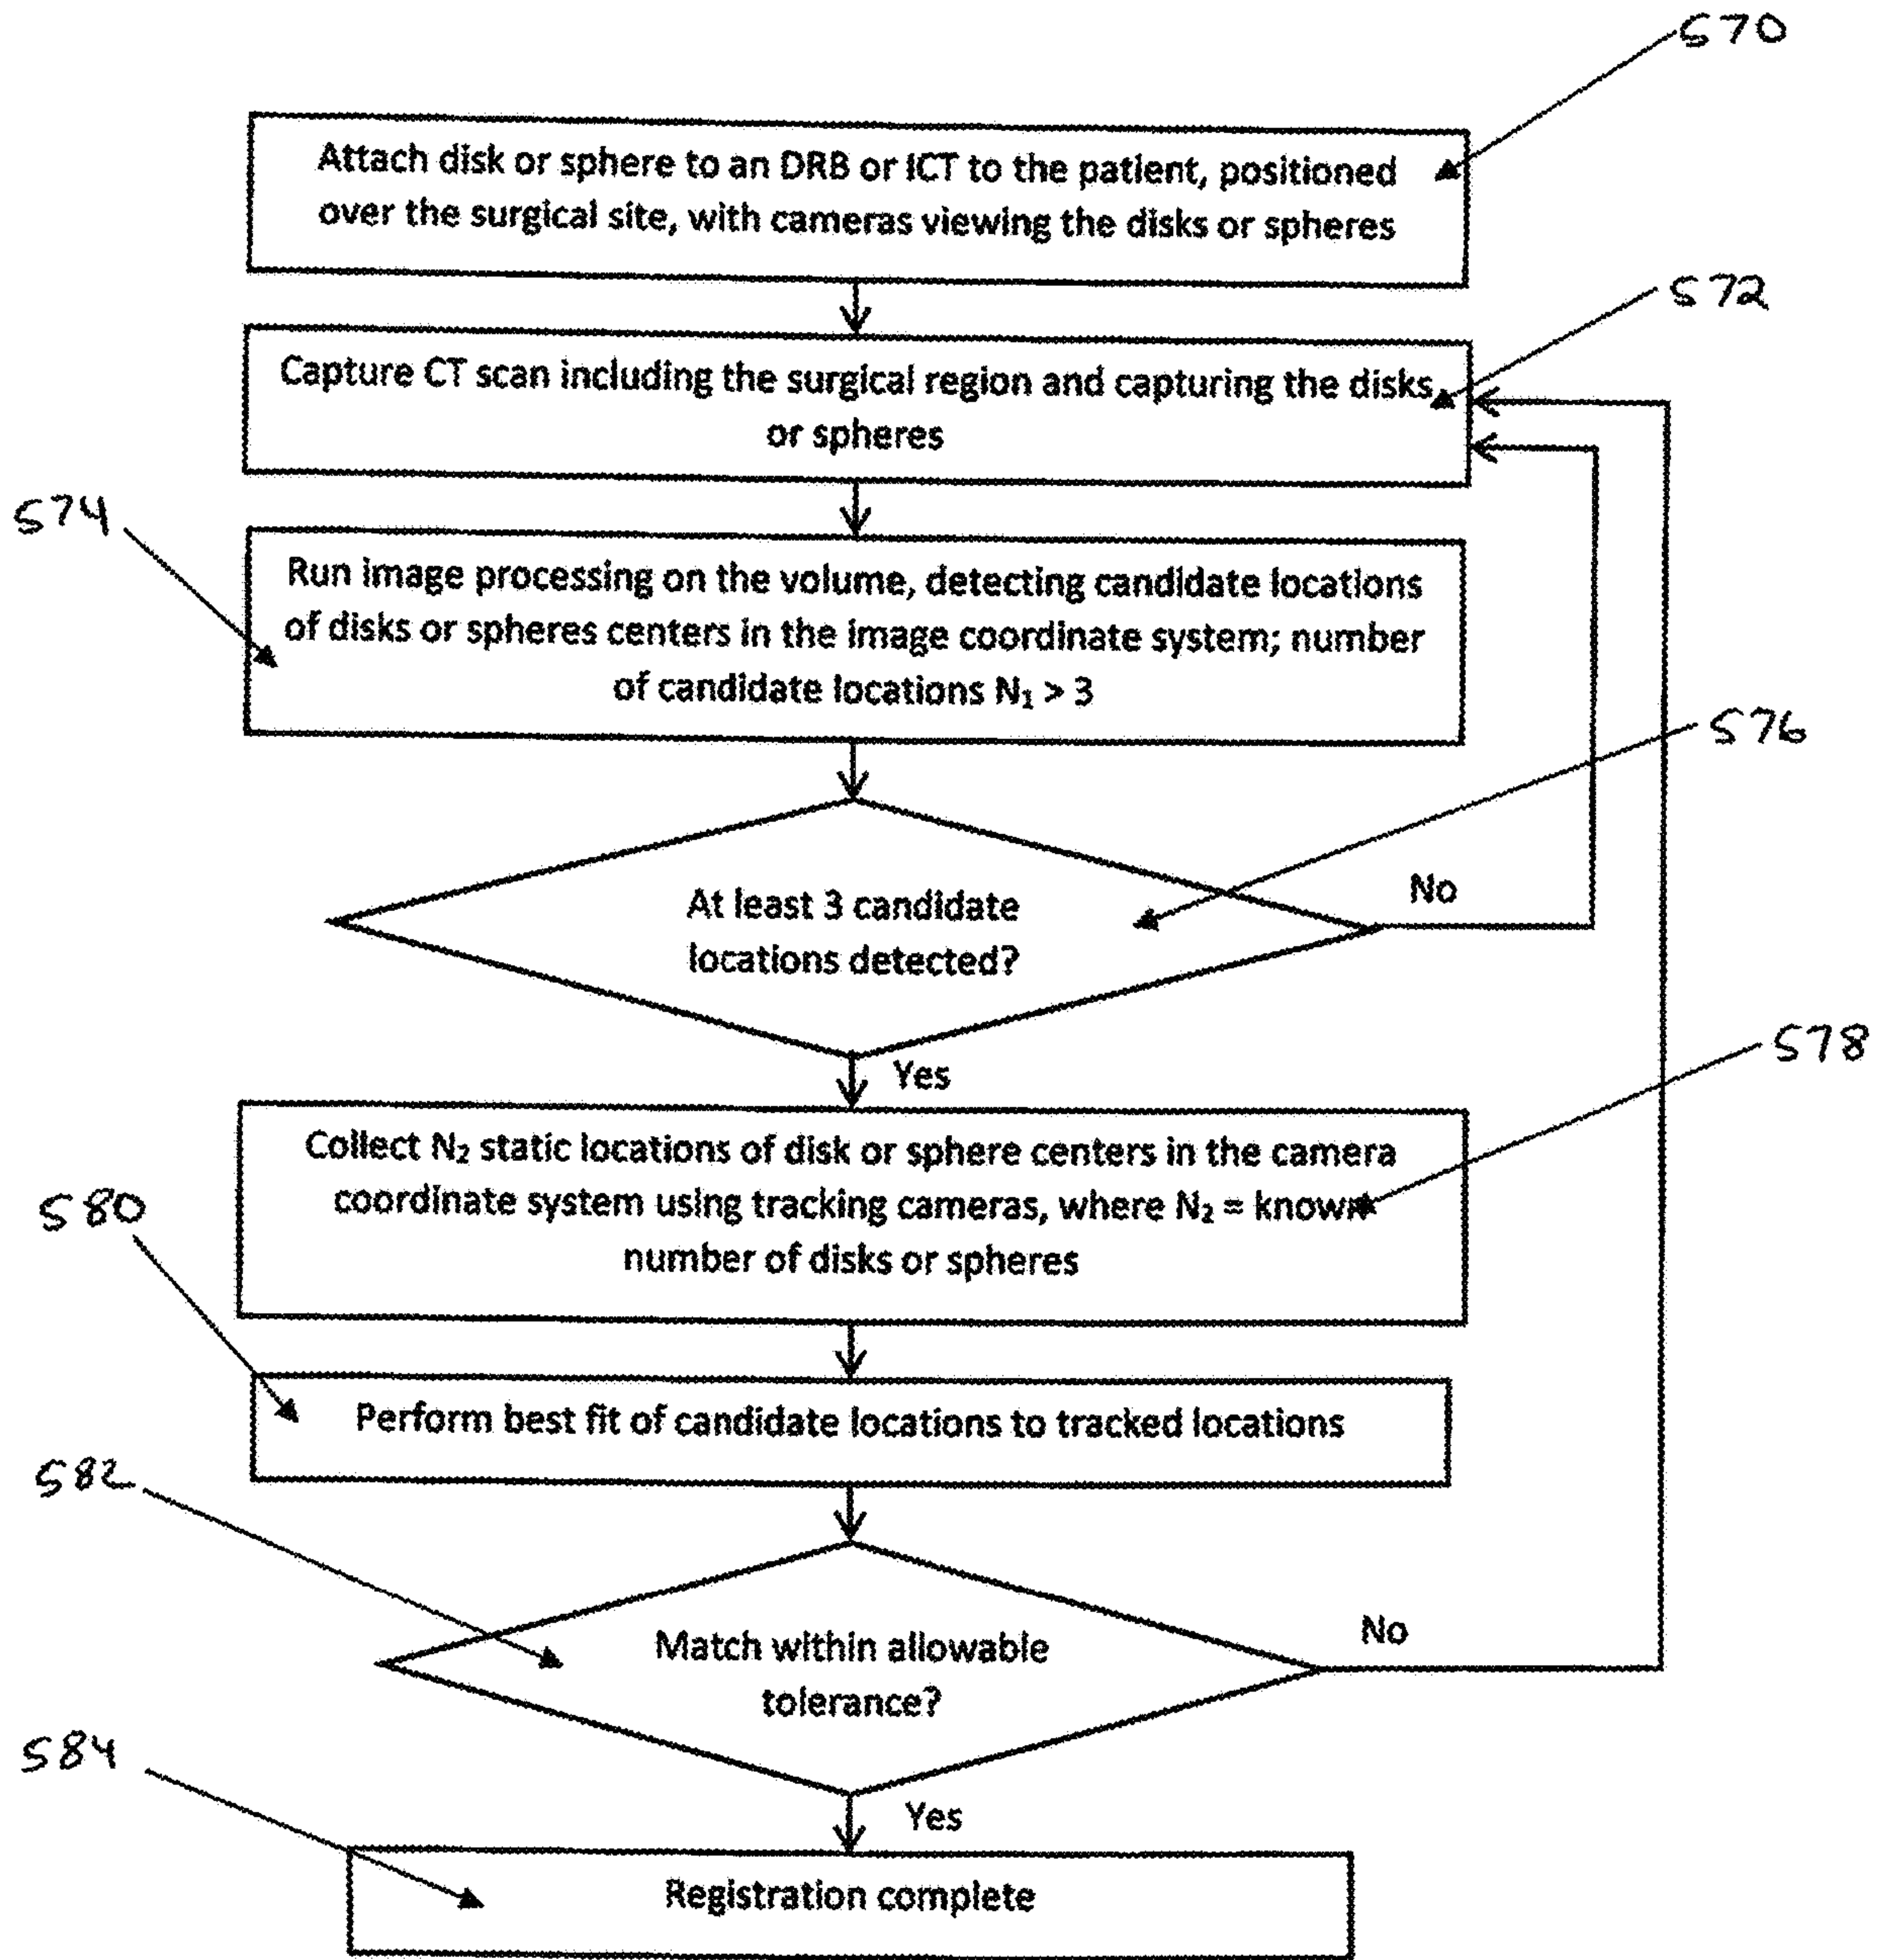 570
Attach disk or sphere to an DRB or ICT to the patient, positioned
over the surgical site, with cameras viewing the disks or spheres
572
Capture CT scan including the surgical region and capturing the disks
or spheres
574
Run image processing on the volume, detecting candidate locations
of disks or spheres centers in the image coordinate system; number
of candidate locations N₁ > 3
576
At least 3 candidate
locations detected?
No
Yes
578
Collect N₂ static locations of disk or sphere centers in the camera
coordinate system using tracking cameras, where N₂ = known
number of disks or spheres
580
Perform best fit of candidate locations to tracked locations
582
Match within allowable
tolerance?
No
Yes
584
Registration complete